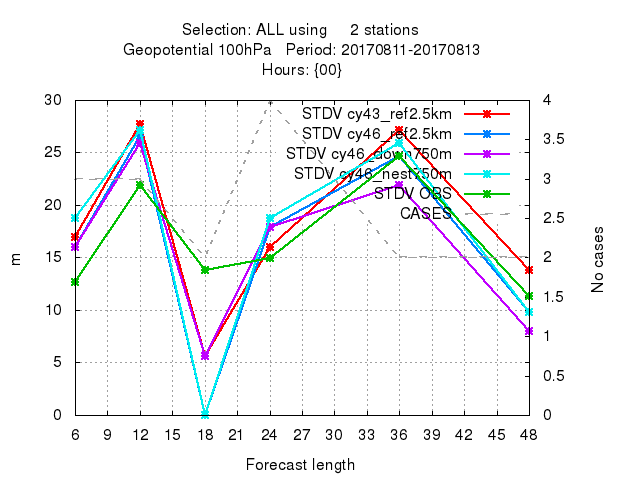 Selection: ALL using 2 stations
Geopotential 100hPa Period: 20170811-20170813
Hours: {00}
30 4
STDV cy43_ref2.5km
STDV cy46_ref2.5km
25 3.5
STDV cy46_down750m
STDV cy46_nest750m
20 3
STDV OBS
CASES
2.5
m 15 2 No cases
10 1.5
1
5 0.5
0 0
6 9 12 15 18 21 24 27 30 33 36 39 42 45 48
Forecast length